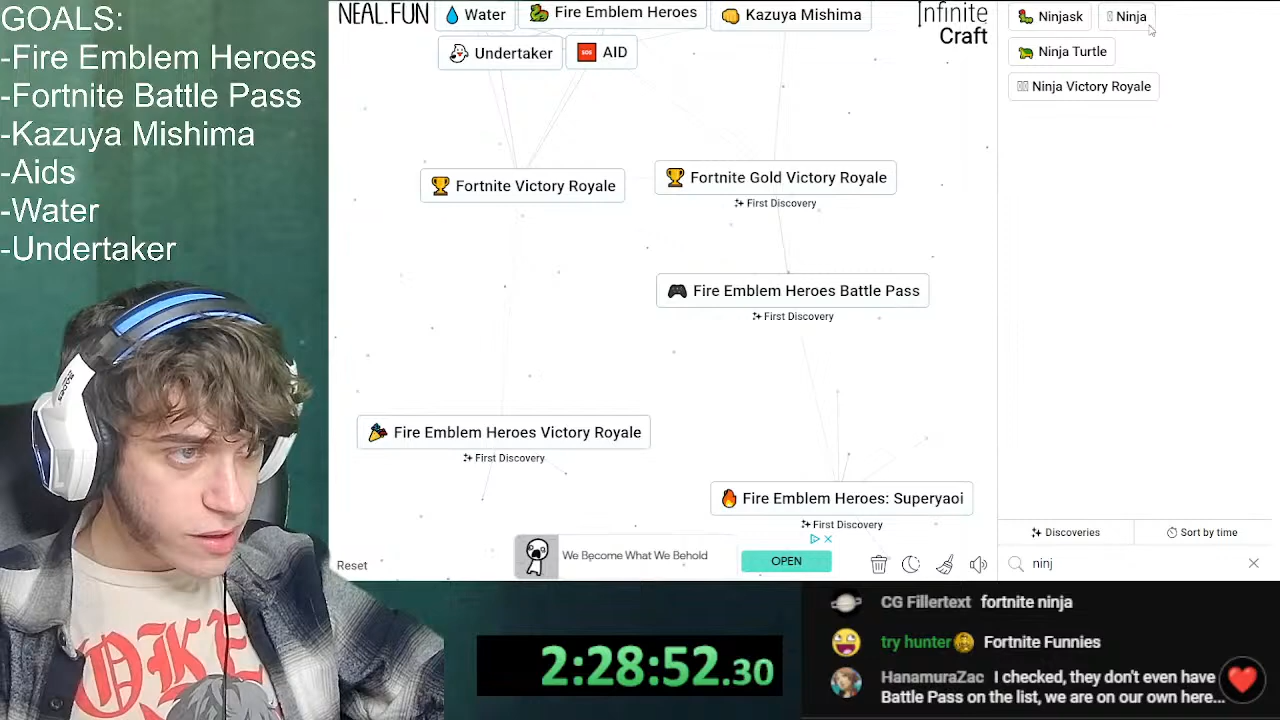 GOALS:
-Fire Emblem Heroes
-Fortnite Battle Pass
-Kazuya Mishima
-Aids
-Water
-Undertaker
NEAL.FUN
Water
Fire Emblem Heroes
Kazuya Mishima
Undertaker
AID
Infinite
Craft
Fortnite Victory Royale
Fortnite Gold Victory Royale
First Discovery
Fire Emblem Heroes Battle Pass
First Discovery
Fire Emblem Heroes Victory Royale
First Discovery
Fire Emblem Heroes: Superyaoi
First Discovery
Reset
We Become What We Behold
OPEN
Ninjask
Ninja
Ninja Turtle
Ninja Victory Royale
Discoveries
Sort by time
ninj
2:28:52.30
CG Fillertext fortnite ninja
try hunter Fortnite Funnies
HanamuraZac I checked, they don't even have
Battle Pass on the list, we are on our own here...